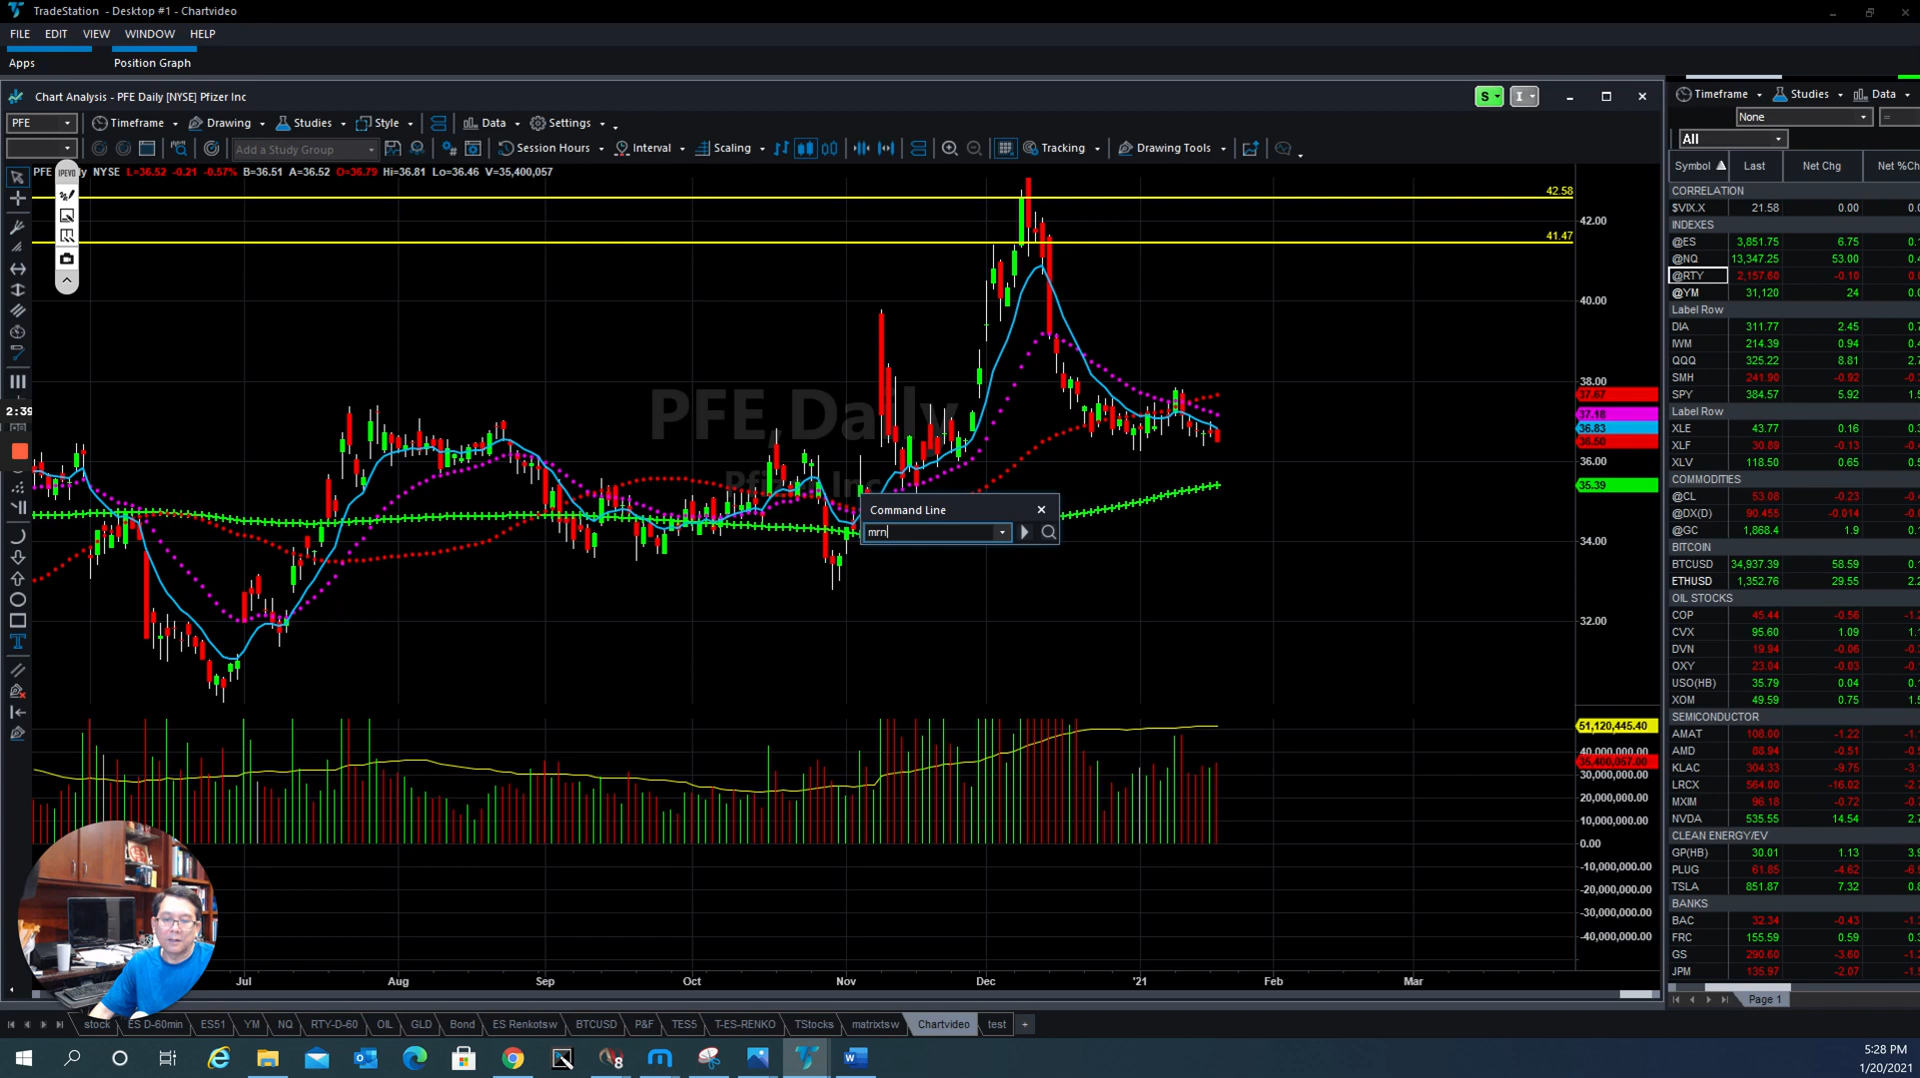 TradeStation - Desktop #1 - Chartvideo
FILE EDIT VIEW WINDOW HELP
Apps Position Graph
Chart Analysis - PFE Daily [NYSE] Pfizer Inc
S I
PFE Timeframe Drawing Studies Style Data Settings
Add a Study Group Session Hours Interval Scaling Tracking Drawing Tools
PFE NYSE L=36.52 -0.21 -0.57% B=36.51 A=36.52 O=36.79 Hi=36.81 Lo=36.46 V=35,400,057
IPEVO
42.58
42.00
41.47
40.00
38.00
37.67
37.18
36.83
36.50
36.00
35.39
34.00
32.00
PFE,Daily
Pfizer Inc
2:39
Command Line
mrn
51,120,445.40
40,000,000.00
35,400,057.00
30,000,000.00
20,000,000.00
10,000,000.00
0.00
-10,000,000.00
-20,000,000.00
-30,000,000.00
-40,000,000.00
Jul Aug Sep Oct Nov Dec '21 Feb Mar
Timeframe Studies Data
None
All
Symbol Last Net Chg Net %Ch
CORRELATION
$VIX.X 21.58 0.00
INDEXES
@ES 3,851.75 6.75
@NQ 13,347.25 53.00
@RTY 2,157.60 -0.10
@YM 31,120 24
Label Row
DIA 311.77 2.45
IWM 214.39 0.94
QQQ 325.22 8.81
SMH 241.90 -0.92
SPY 384.57 5.92
Label Row
XLE 43.77 0.16
XLF 30.89 -0.13
XLV 118.50 0.65
COMMODITIES
@CL 53.08 -0.23
@DX(D) 90.455 -0.014
@GC 1,868.4 1.9
BITCOIN
BTCUSD 34,937.39 58.59
ETHUSD 1,352.76 29.55
OIL STOCKS
COP 45.44 -0.56
CVX 95.60 1.09
DVN 19.94 -0.06
OXY 23.04 -0.03
USO(HB) 35.79 0.04
XOM 49.59 0.75
SEMICONDUCTOR
AMAT 108.00 -1.22
AMD 88.94 -0.51
KLAC 304.33 -9.75
LRCX 564.00 -16.02
MXIM 96.18 -0.72
NVDA 535.55 14.54
CLEAN ENERGY/EV
GP(HB) 30.01 1.13
PLUG 61.85 -4.62
TSLA 851.87 7.32
BANKS
BAC 32.34 -0.43
FRC 155.59 0.59
GS 290.60 -3.60
JPM 135.97 -2.07
Page 1
stock ES D-60min ES51 YM NQ RTY-D-60 OIL GLD Bond ES Renkotsw BTCUSD P&F TES5 T-ES-RENKO TStocks matrixtsw Chartvideo test +
5:28 PM
1/20/2021